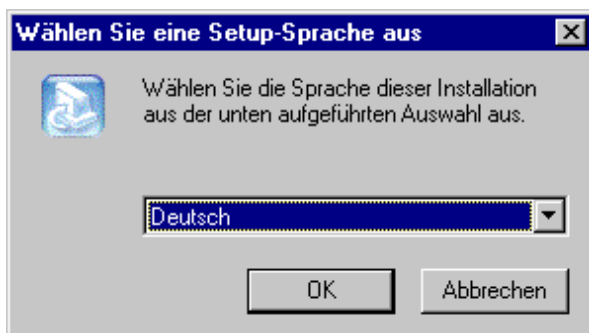 Wählen Sie eine Setup-Sprache aus
Wählen Sie die Sprache dieser Installation
aus der unten aufgeführten Auswahl aus.
Deutsch
OK
Abbrechen